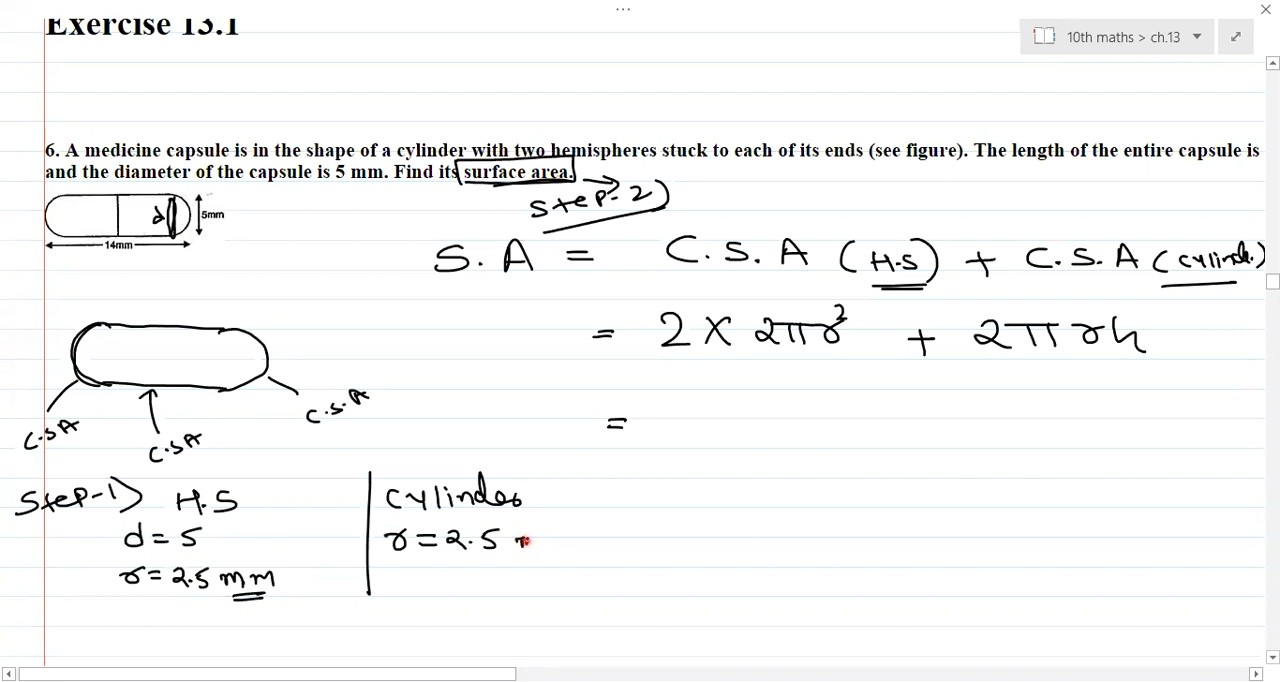 Exercise 13.1
10th maths > ch.13
6. A medicine capsule is in the shape of a cylinder with two hemispheres stuck to each of its ends (see figure). The length of the entire capsule is
and the diameter of the capsule is 5 mm. Find its surface area.
Step-2)
d
5mm
14mm
S.A = C.S.A (H.S) + C.S.A (cylinder)
= 2 × 2πr² + 2πrh
=
C.S.A
C.S.A
C.S.A
Step-1) H.S
d = 5
r = 2.5 mm
cylinder
r = 2.5